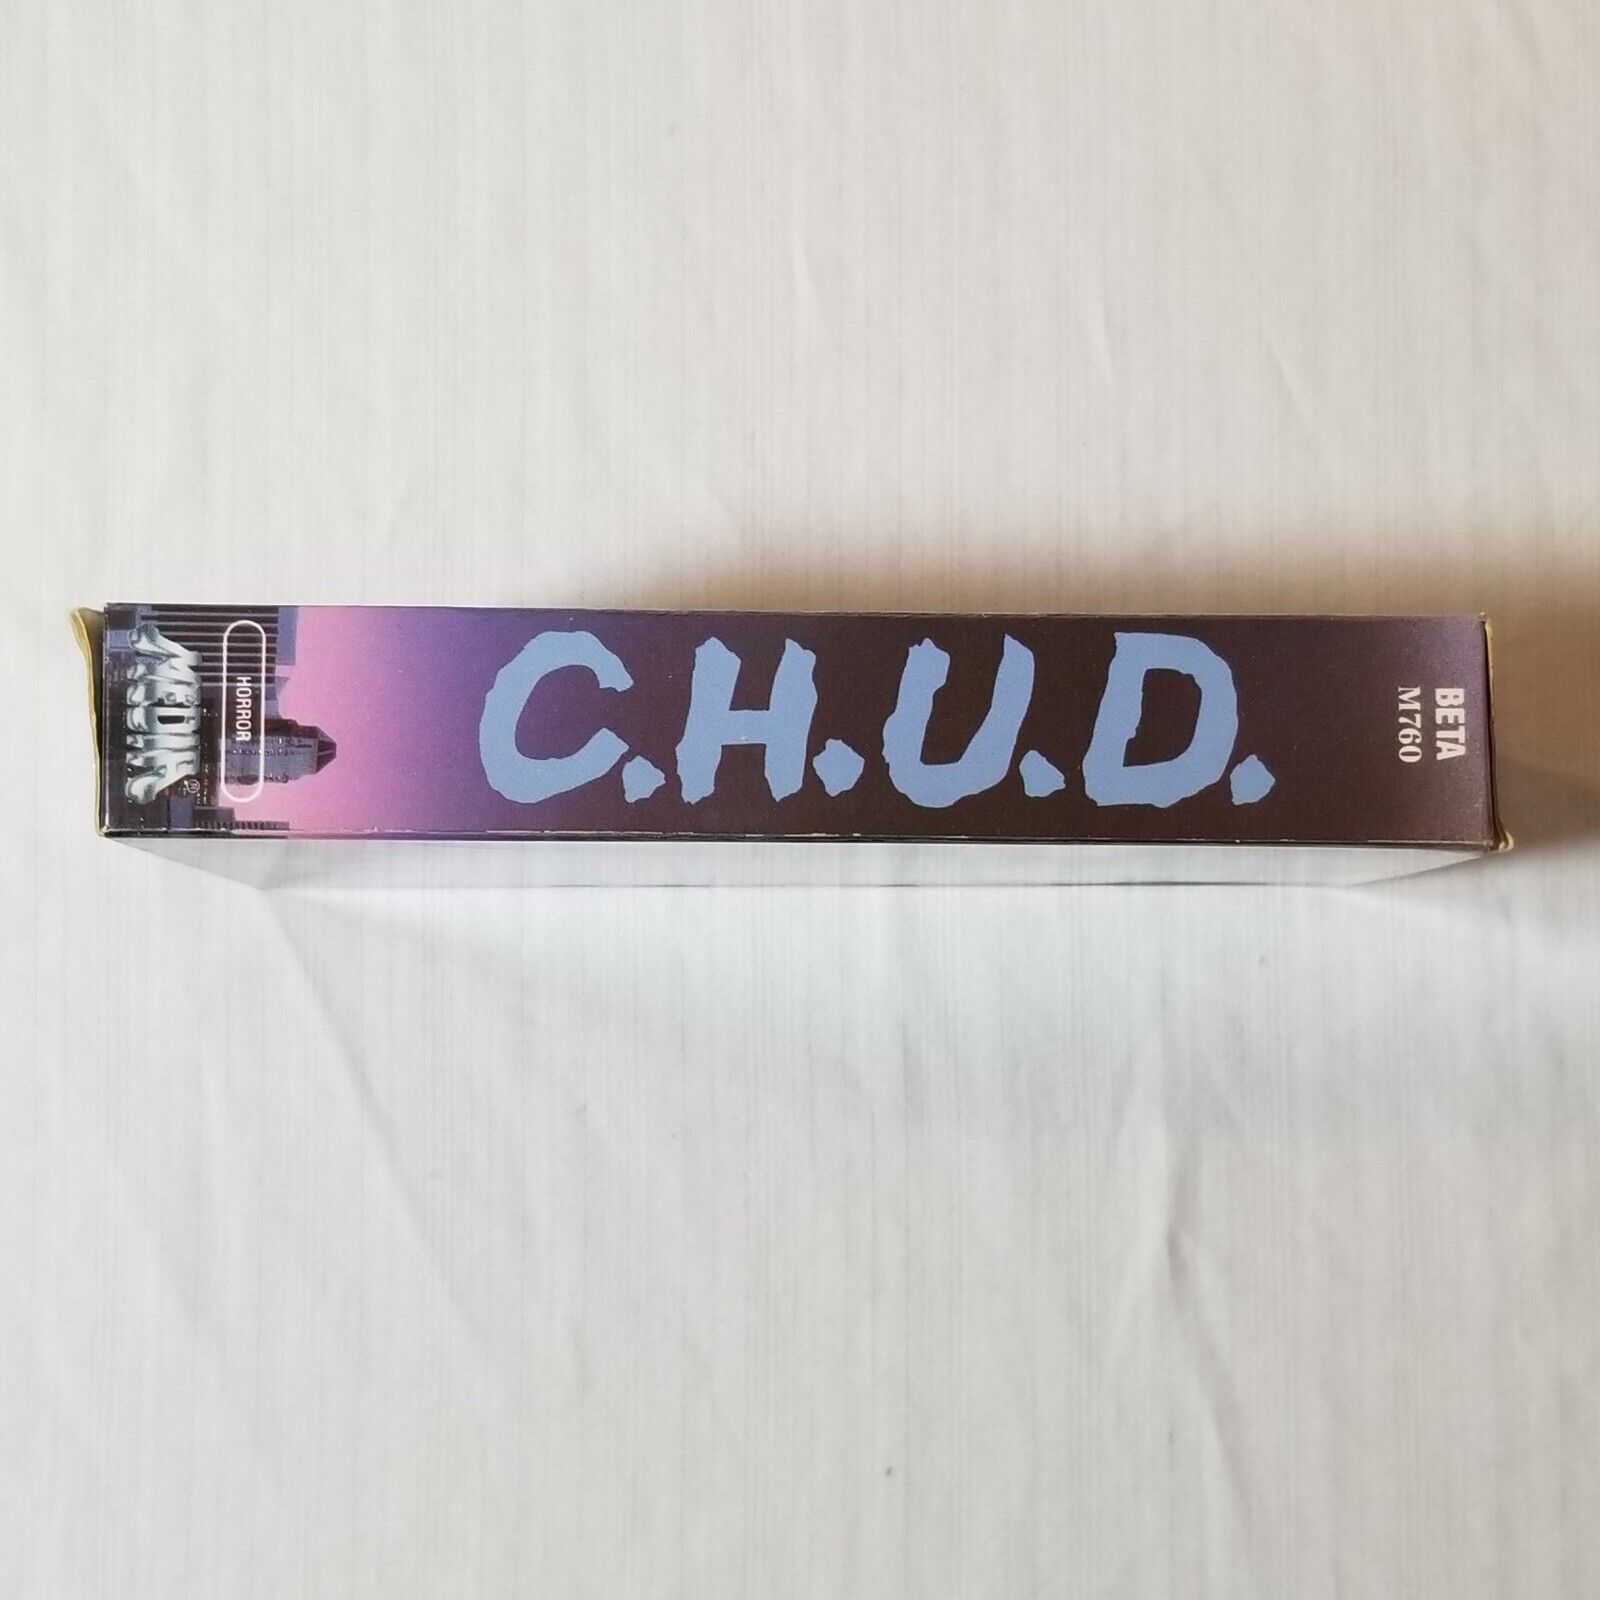 MEDIA
®
HORROR
C.H.U.D.
BETA
M760